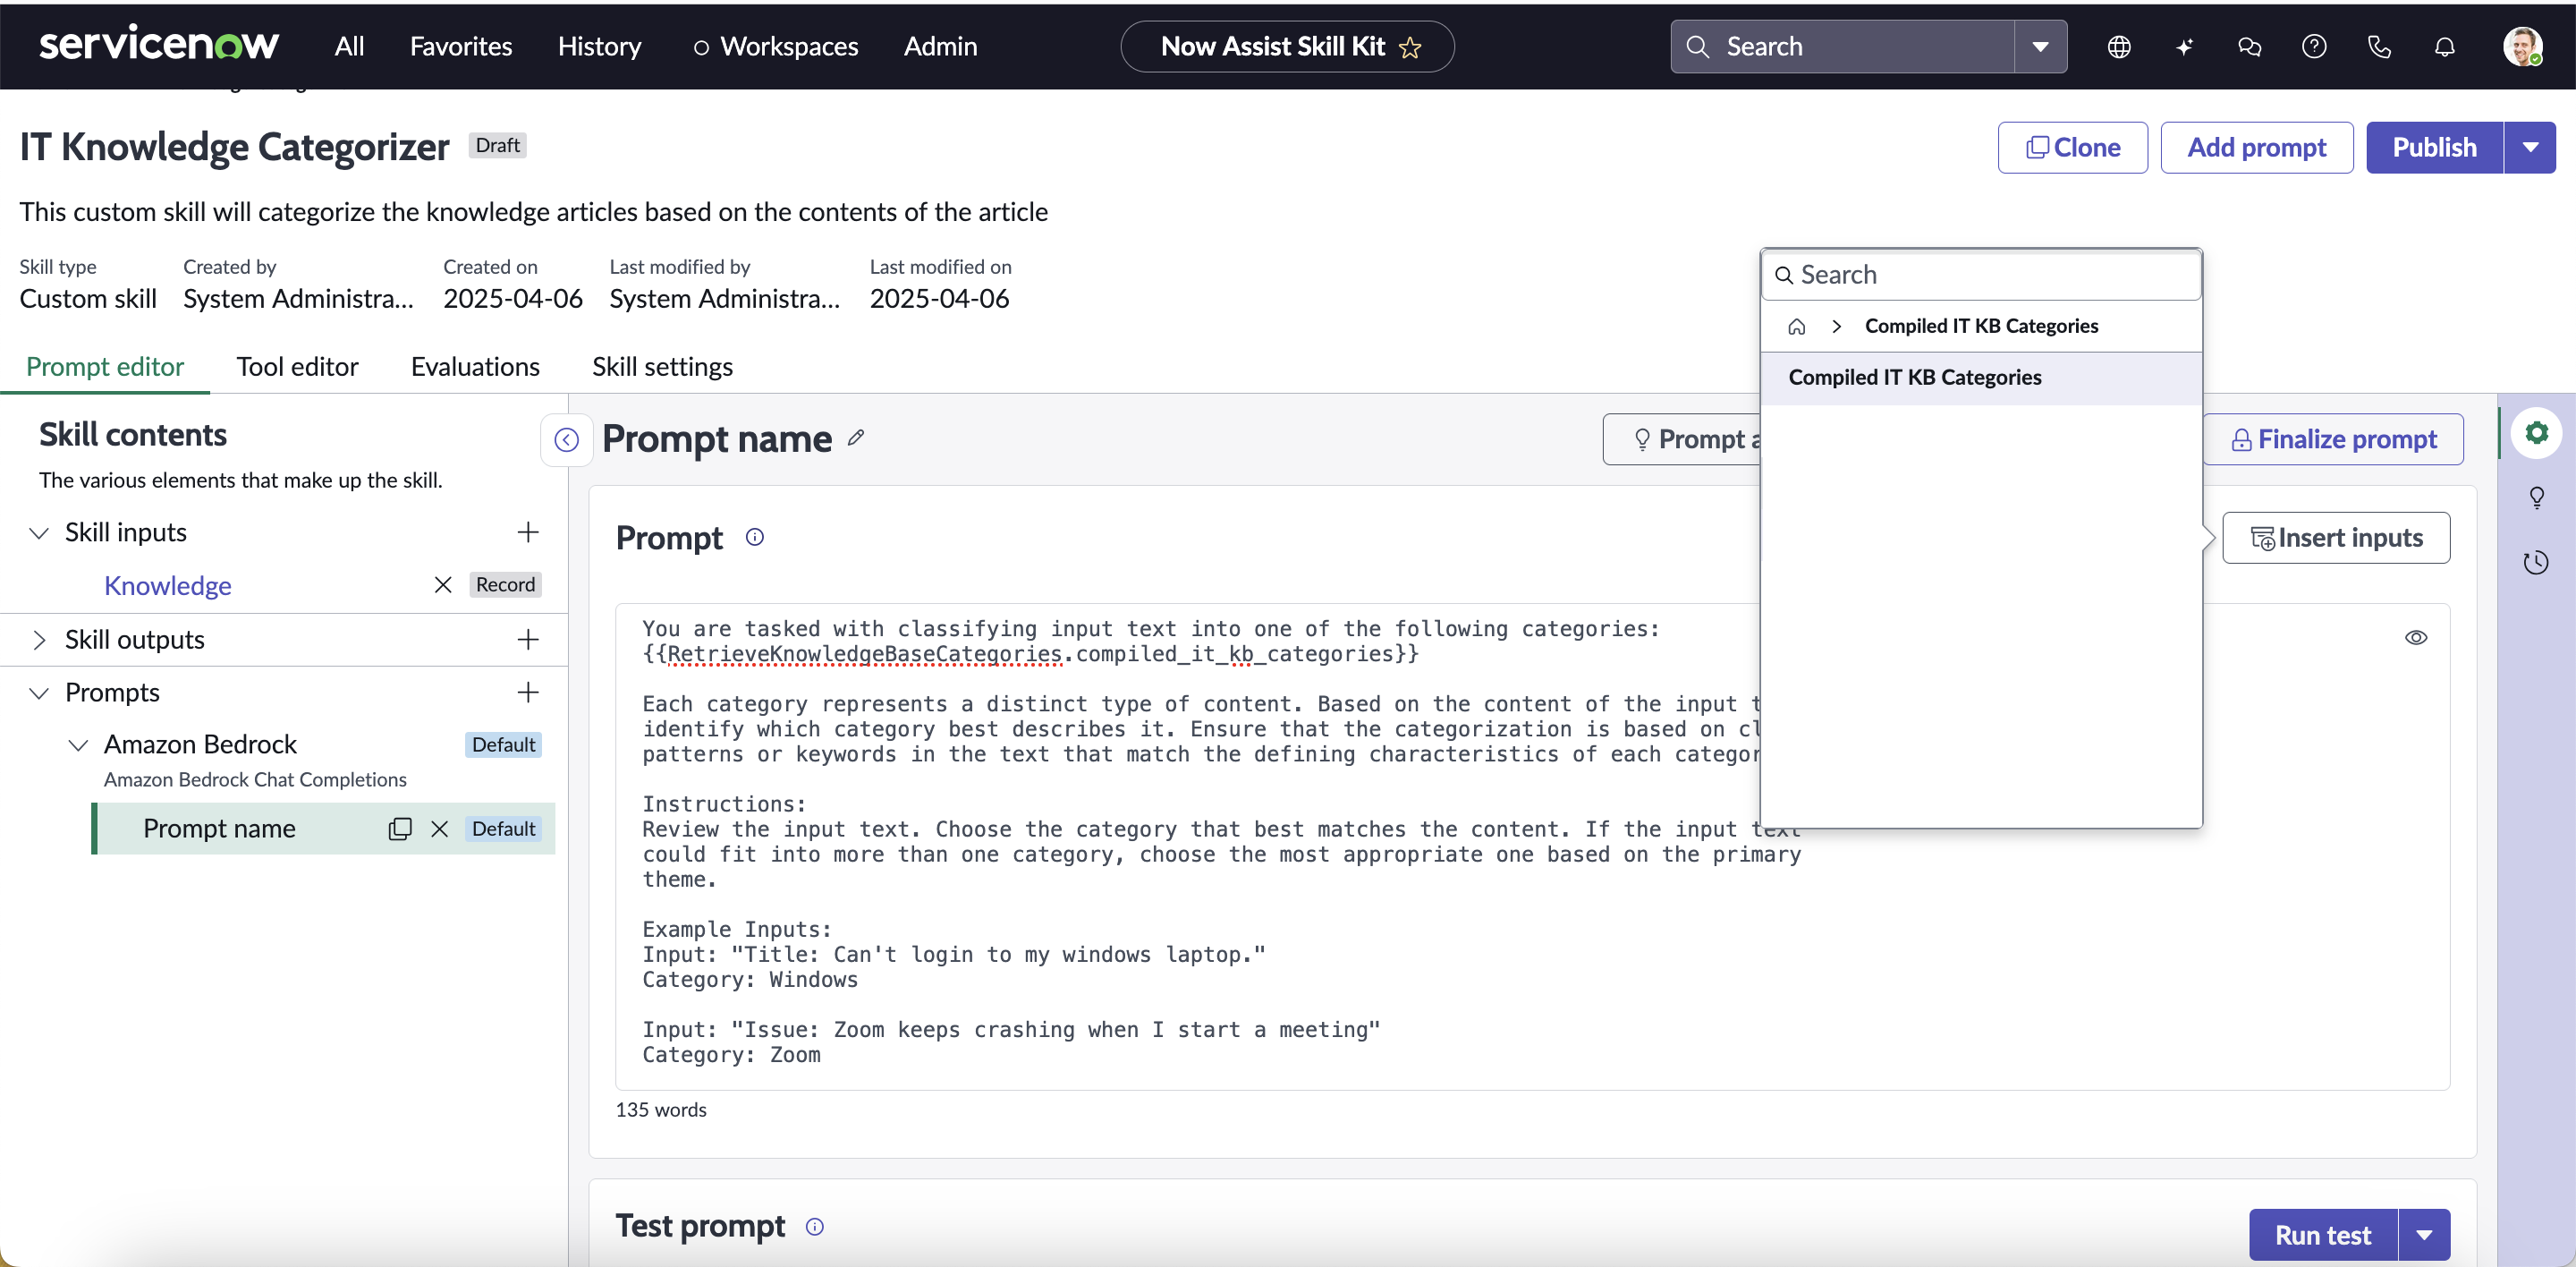 servicenow All Favorites History Workspaces Admin Now Assist Skill Kit Search
IT Knowledge Categorizer Draft Clone Add prompt Publish
This custom skill will categorize the knowledge articles based on the contents of the article
Skill type Created by Created on Last modified by Last modified on
Custom skill System Administra... 2025-04-06 System Administra... 2025-04-06
Prompt editor Tool editor Evaluations Skill settings
Search
Compiled IT KB Categories
Compiled IT KB Categories
Skill contents
The various elements that make up the skill.
Skill inputs
Knowledge Record
Skill outputs
Prompts
Amazon Bedrock Default
Amazon Bedrock Chat Completions
Prompt name Default
Prompt name Prompt Finalize prompt
Prompt Insert inputs
You are tasked with classifying input text into one of the following categories:
{{RetrieveKnowledgeBaseCategories.compiled_it_kb_categories}}
Each category represents a distinct type of content. Based on the content of the input
identify which category best describes it. Ensure that the categorization is based on
patterns or keywords in the text that match the defining characteristics of each
Instructions:
Review the input text. Choose the category that best matches the content. If the input text
could fit into more than one category, choose the most appropriate one based on the primary
theme.
Example Inputs:
Input: "Title: Can't login to my windows laptop."
Category: Windows
Input: "Issue: Zoom keeps crashing when I start a meeting"
Category: Zoom
135 words
Test prompt Run test